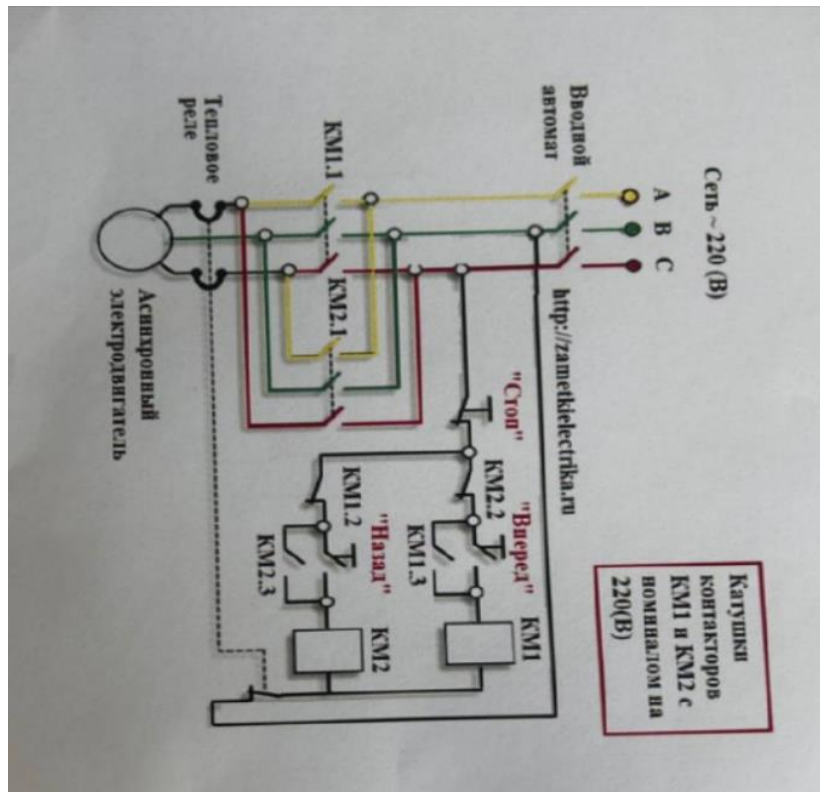 Сеть ~ 220 (В)
А
В
С
Вводной
автомат
http://zametkielectrika.ru
КМ1.1
КМ2.1
Тепловое
реле
Асинхронный
электродвигатель
"Стоп"
КМ2.2
"Вперед"
КМ1.3
КМ1
КМ1.2
"Назад"
КМ2.3
КМ2
Катушки
контакторов
КМ1 и КМ2 с
номиналом на
220(В)